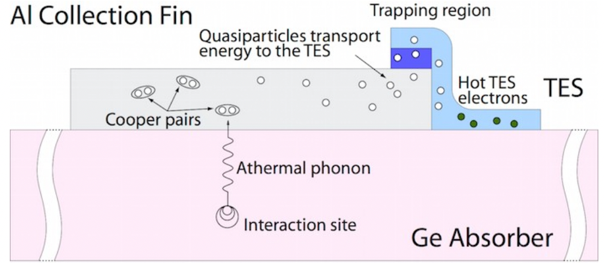 Al Collection Fin
Trapping region
Quasiparticles transport
energy to the TES
Hot TES
electrons
TES
Cooper pairs
Athermal phonon
Interaction site
Ge Absorber